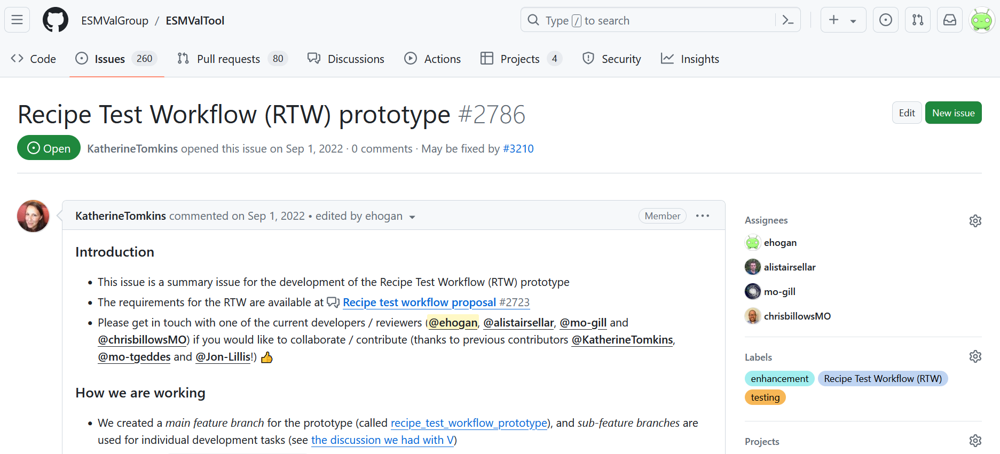 ESMValGroup / ESMValTool
Type / to search
Code
Issues 260
Pull requests 80
Discussions
Actions
Projects 4
Security
Insights
Recipe Test Workflow (RTW) prototype #2786
Edit
New issue
Open
KatherineTomkins opened this issue on Sep 1, 2022 · 0 comments · May be fixed by #3210
KatherineTomkins commented on Sep 1, 2022 • edited by ehogan
Member
Introduction
• This issue is a summary issue for the development of the Recipe Test Workflow (RTW) prototype
• The requirements for the RTW are available at Recipe test workflow proposal #2723
• Please get in touch with one of the current developers / reviewers (@ehogan, @alistairsellar, @mo-gill and
@chrisbillowsMO) if you would like to collaborate / contribute (thanks to previous contributors @KatherineTomkins,
@mo-tgeddes and @Jon-Lillis!) 👍
How we are working
• We created a main feature branch for the prototype (called recipe_test_workflow_prototype), and sub-feature branches are
used for individual development tasks (see the discussion we had with V)
Assignees
ehogan
alistairsellar
mo-gill
chrisbillowsMO
Labels
enhancement
Recipe Test Workflow (RTW)
testing
Projects